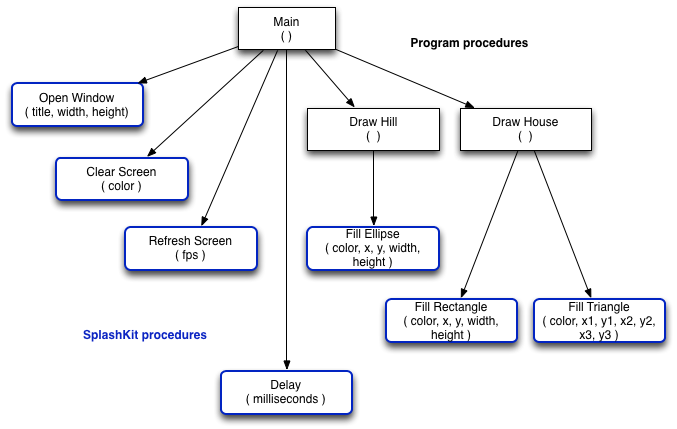 Main
( )
Program procedures
Open Window
( title, width, height)
Draw Hill
( )
Draw House
( )
Clear Screen
( color )
Refresh Screen
( fps )
Fill Ellipse
( color, x, y, width,
height )
Fill Rectangle
( color, x, y, width,
height )
Fill Triangle
( color, x1, y1, x2, y2,
x3, y3 )
SplashKit procedures
Delay
( milliseconds )